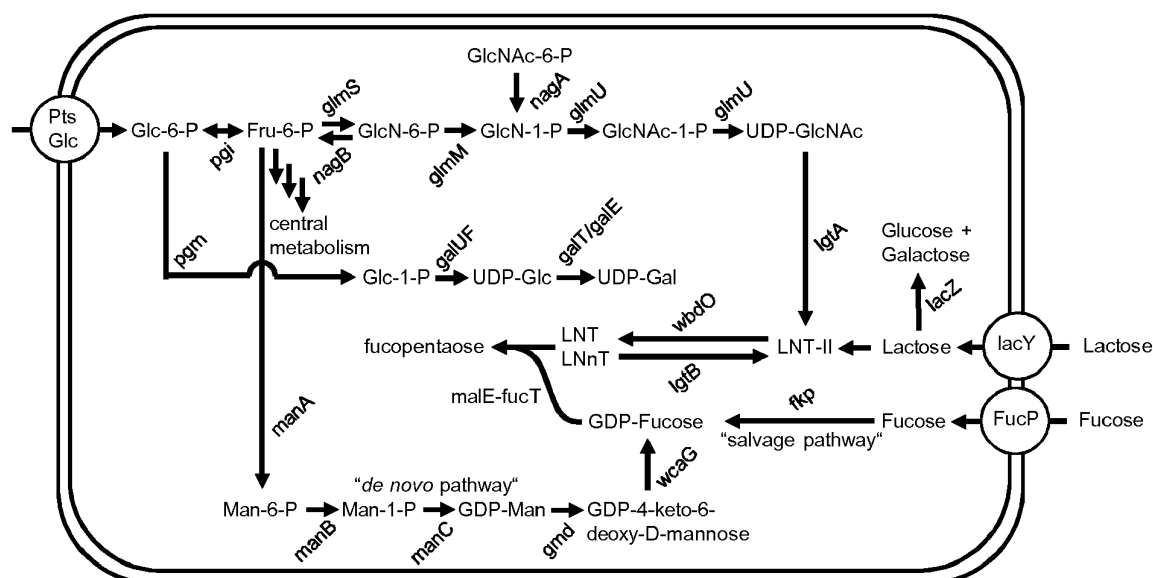 GlcNAc-6-P
nagA
glmS
glmU
glmU
Pts
Glc
Glc-6-P
Fru-6-P
GlcN-6-P
GlcN-1-P
GlcNAc-1-P
UDP-GlcNAc
pgi
nagB
glmM
central
metabolism
pgm
galUF
galT/galE
lgtA
Glucose +
Galactose
lacZ
Glc-1-P
UDP-Glc
UDP-Gal
wbdO
fucopentaose
LNT
LNnT
LNT-II
Lactose
lacY
Lactose
lgtB
malE-fucT
fkp
manA
GDP-Fucose
"salvage pathway"
Fucose
FucP
Fucose
wcaG
"de novo pathway"
Man-6-P
Man-1-P
GDP-Man
GDP-4-keto-6-
deoxy-D-mannose
manB
manC
gmd